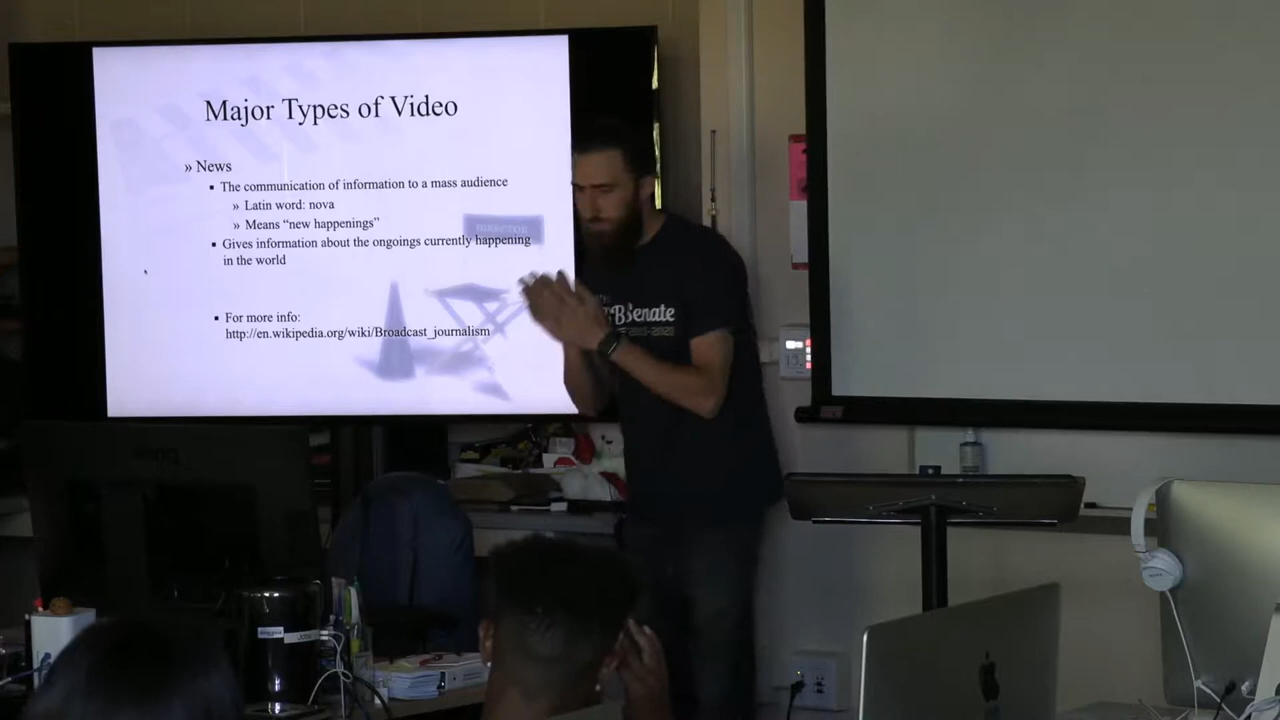 Major Types of Video
» News
▪ The communication of information to a mass audience
» Latin word: nova
» Means “new happenings”
▪ Gives information about the ongoings currently happening
in the world
▪ For more info:
http://en.wikipedia.org/wiki/Broadcast_journalism
DIRECTOR
Senate
SONY